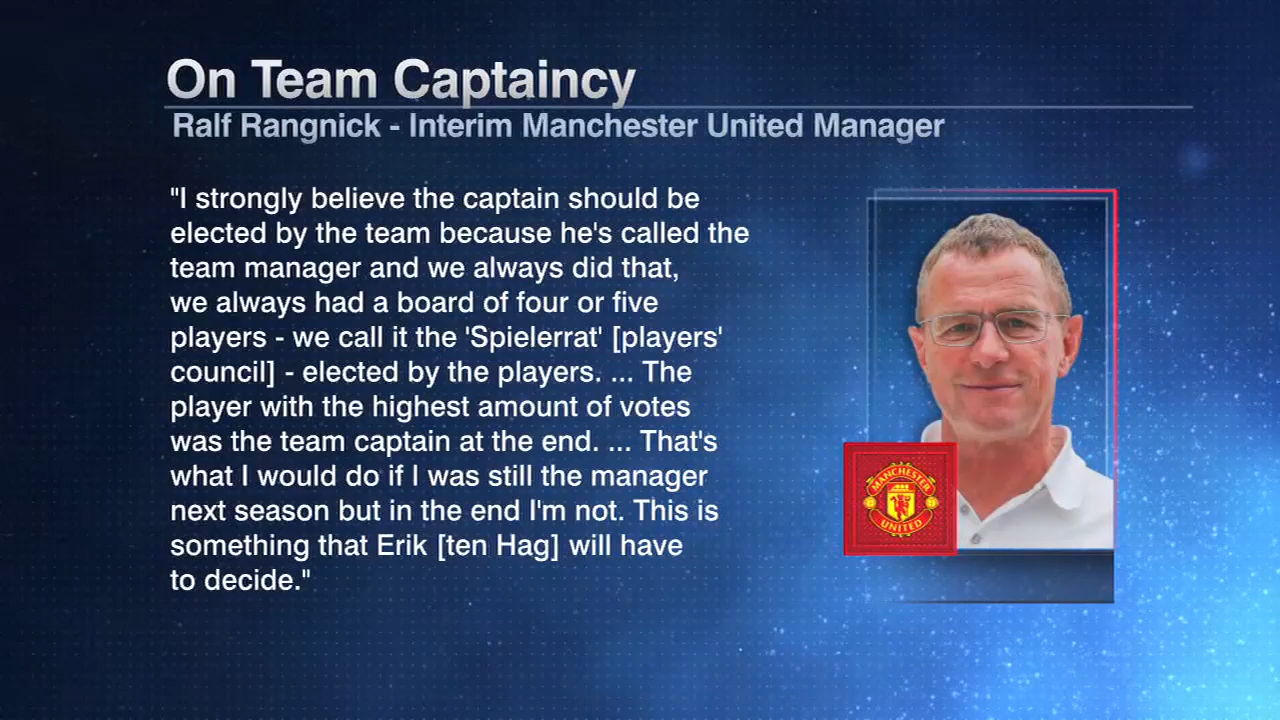 On Team Captaincy
Ralf Rangnick - Interim Manchester United Manager
"I strongly believe the captain should be
elected by the team because he's called the
team manager and we always did that,
we always had a board of four or five
players - we call it the 'Spielerrat' [players'
council] - elected by the players. ... The
player with the highest amount of votes
was the team captain at the end. ... That's
what I would do if I was still the manager
next season but in the end I'm not. This is
something that Erik [ten Hag] will have
to decide."
MANCHESTER
UNITED